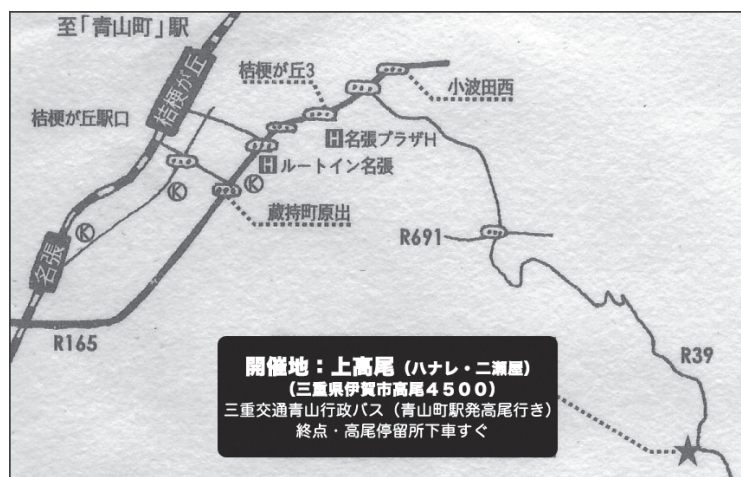 至「青山町」駅
桔梗が丘
桔梗が丘3
小波田西
桔梗が丘駅口
H名張プラザH
Hルートイン名張
K
K
K
蔵持町原出
名張
R691
R165
R39
開催地：上高尾（ハナレ・二瀬屋）
（三重県伊賀市高尾4500）
三重交通青山行政バス（青山町駅発高尾行き）
終点・高尾停留所下車すぐ